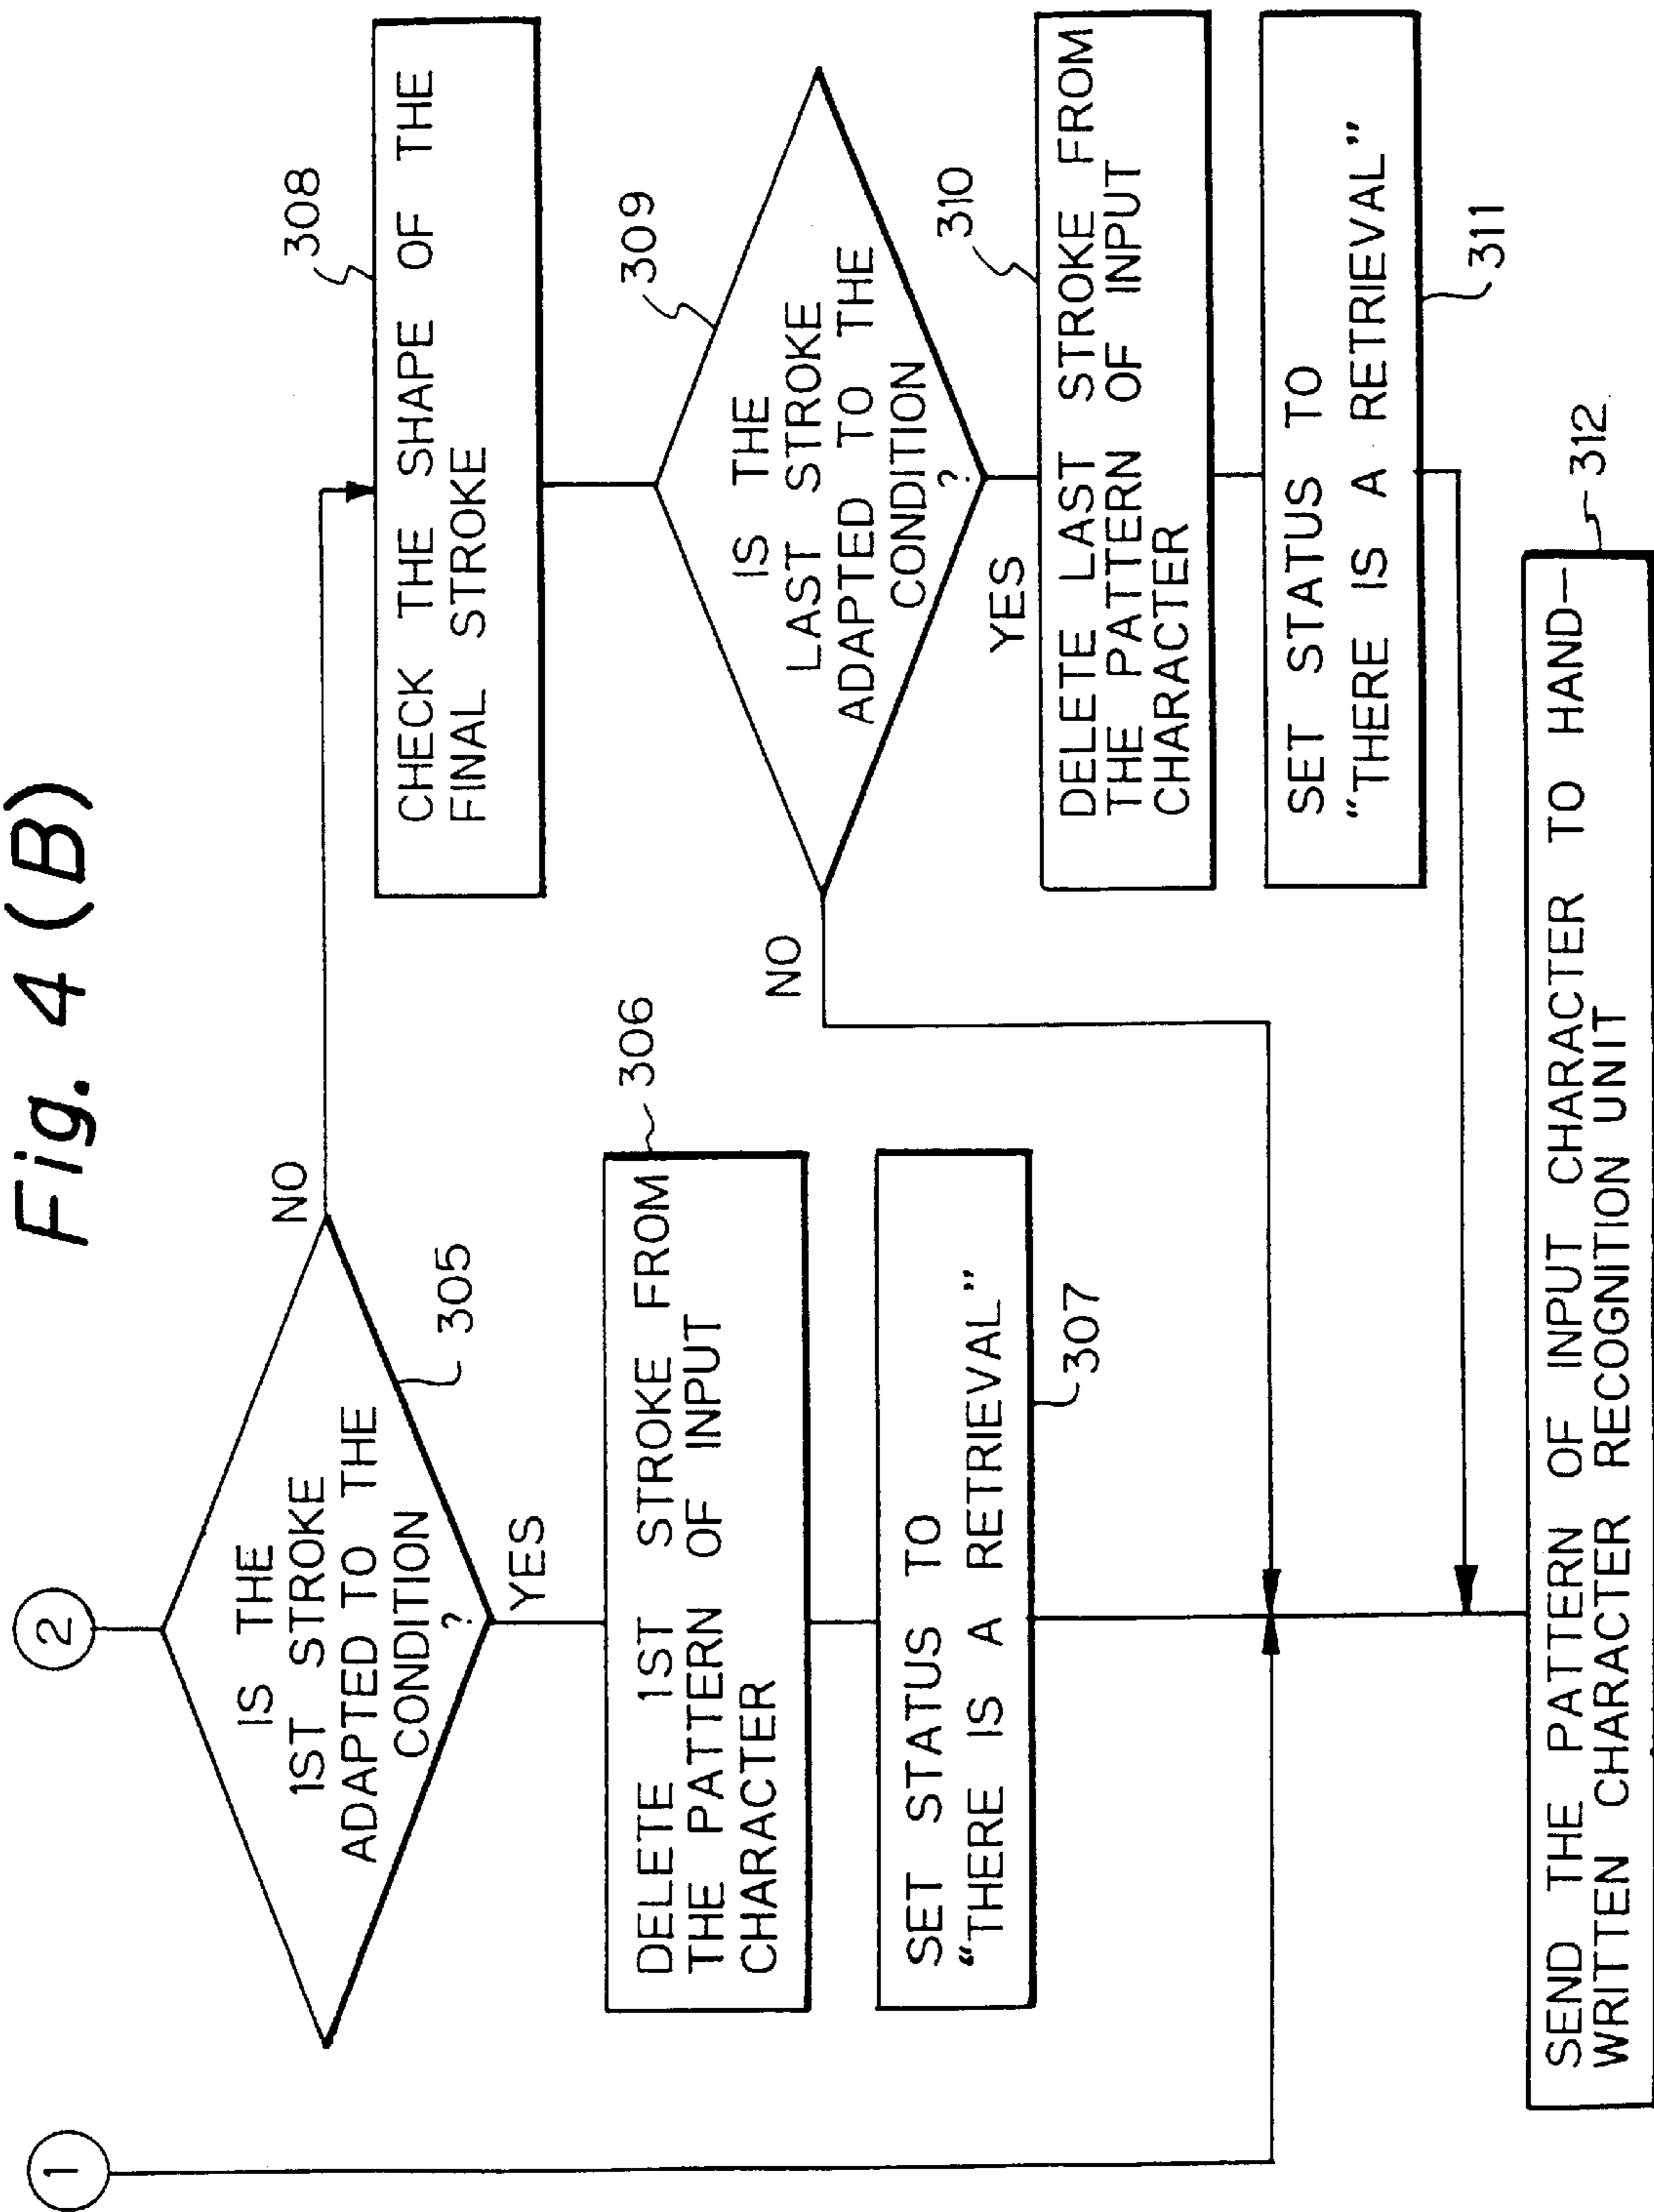 Fig. 4 (B)
1
2
IS THE
1ST STROKE
ADAPTED TO THE
CONDITION
?
305
NO
YES
DELETE 1ST STROKE FROM
THE PATTERN OF INPUT
CHARACTER
306
SET STATUS TO
“THERE IS A RETRIEVAL”
307
CHECK THE SHAPE OF THE
FINAL STROKE
308
IS THE
LAST STROKE
ADAPTED TO THE
CONDITION
?
309
NO
YES
DELETE LAST STROKE FROM
THE PATTERN OF INPUT
CHARACTER
310
SET STATUS TO
“THERE IS A RETRIEVAL”
311
SEND THE PATTERN OF INPUT CHARACTER TO HAND—
WRITTEN CHARACTER RECOGNITION UNIT
312